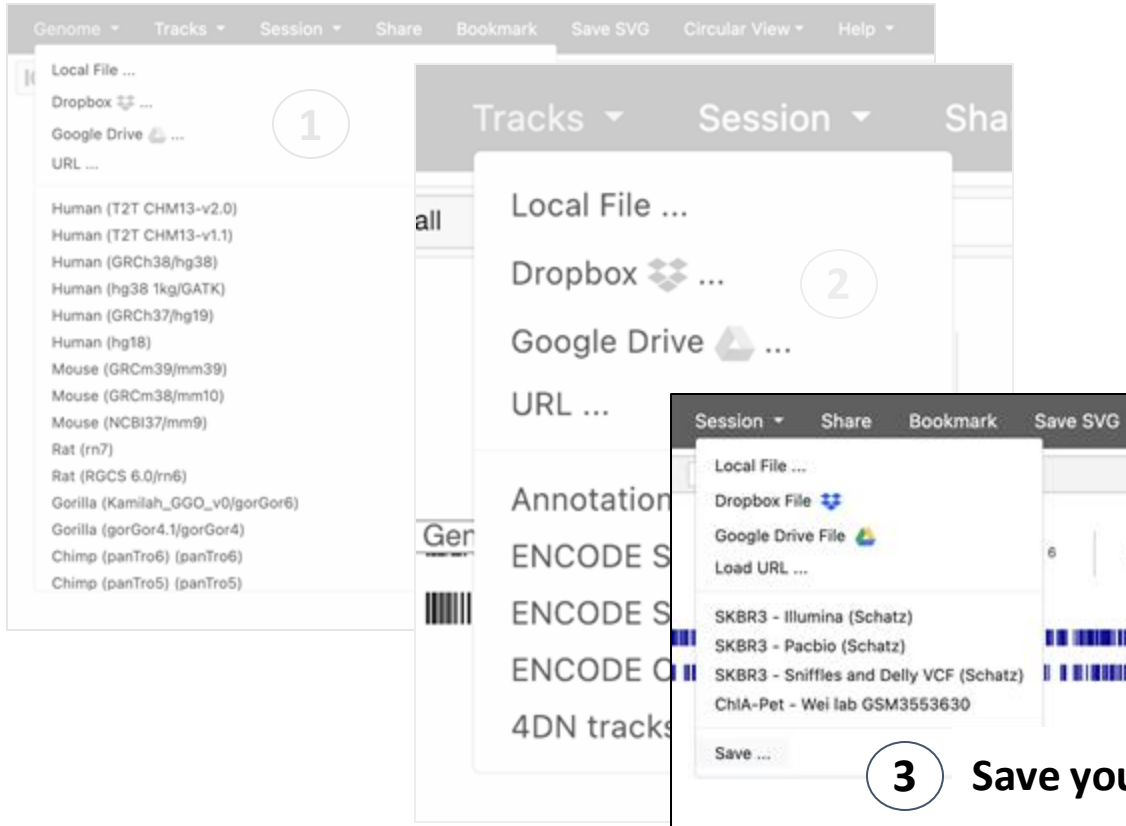 Genome Tracks Session Share Bookmark Save SVG Circular View Help
Local File ...
Dropbox ...
Google Drive ...
URL ....
1
Human (T2T CHM13-v2.0)
Human (T2T CHM13-v1.1)
Human (GRCh38/hg38)
Human (hg38 1kg/GATK)
Human (GRCh37/hg19)
Human (hg18)
Mouse (GRCm39/mm39)
Mouse (GRCm38/mm10)
Mouse (NCBI37/mm9)
Rat (rn7)
Rat (RGCS 6.0/rn6)
Gorilla (Kamilah_GGO_v0/gorGor6)
Gorilla (gorGor4.1/gorGor4)
Chimp (panTro6) (panTro6)
Chimp (panTro5) (panTro5)
Tracks Session Sha
all
Local File ...
Dropbox ...
Google Drive ...
URL ...
2
Annotation
Gen
ENCODE S
ENCODE S
ENCODE C
4DN tracks
Session Share Bookmark Save SVG
Local File ...
Dropbox File
Google Drive File
Load URL ...
6
SKBR3 - Illumina (Schatz)
SKBR3 - Pacbio (Schatz)
SKBR3 - Sniffles and Delly VCF (Schatz)
ChIA-Pet - Wei lab GSM3553630
Save ...
3 Save you